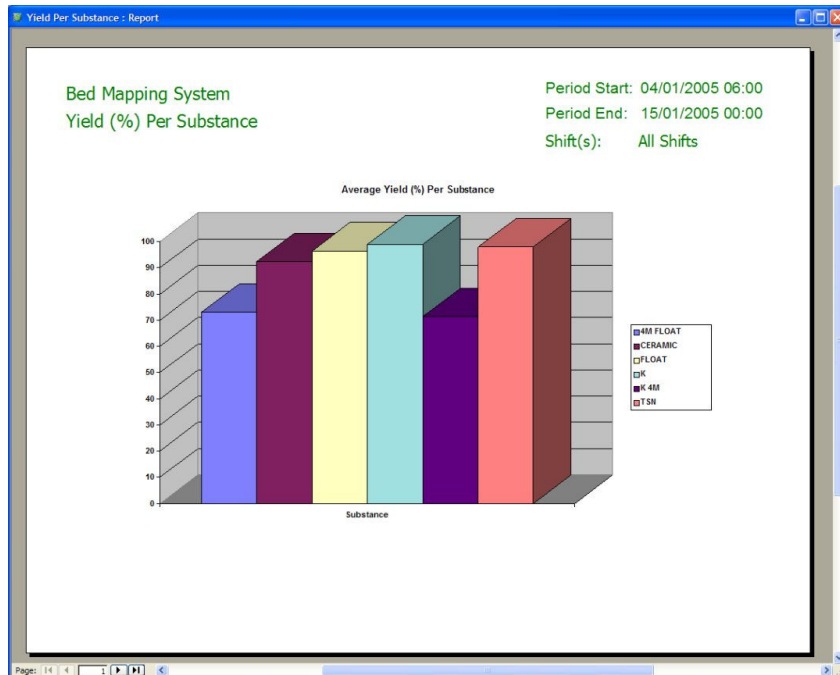 Yield Per Substance : Report
Bed Mapping System
Yield (%) Per Substance
Period Start: 04/01/2005 06:00
Period End: 15/01/2005 00:00
Shift(s): All Shifts
Average Yield (%) Per Substance
100
90
80
70
60
50
40
30
20
10
0
Substance
4M FLOAT
CERAMIC
FLOAT
K
K 4M
TSN
Page: 1